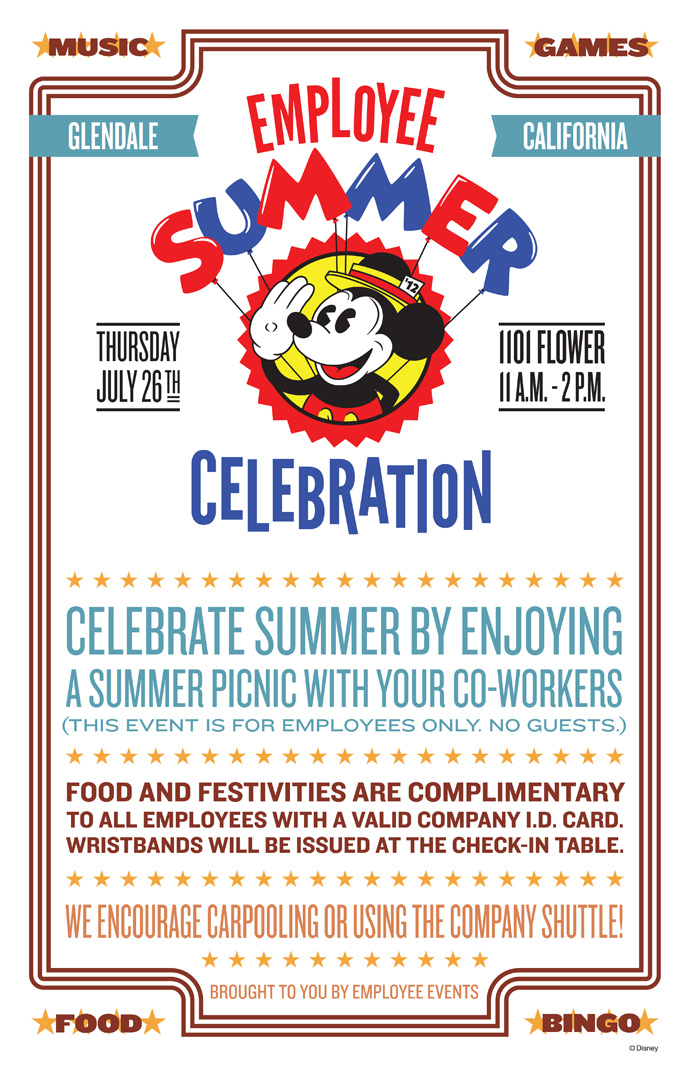 MUSIC
GAMES
GLENDALE
CALIFORNIA
EMPLOYEE
SUMMER
'12
THURSDAY
JULY 26TH
1101 FLOWER
11 A.M. - 2 P.M.
CELEBRATION
CELEBRATE SUMMER BY ENJOYING
A SUMMER PICNIC WITH YOUR CO-WORKERS
(THIS EVENT IS FOR EMPLOYEES ONLY. NO GUESTS.)
FOOD AND FESTIVITIES ARE COMPLIMENTARY
TO ALL EMPLOYEES WITH A VALID COMPANY I.D. CARD.
WRISTBANDS WILL BE ISSUED AT THE CHECK-IN TABLE.
WE ENCOURAGE CARPOOLING OR USING THE COMPANY SHUTTLE!
BROUGHT TO YOU BY EMPLOYEE EVENTS
FOOD
BINGO
© Disney